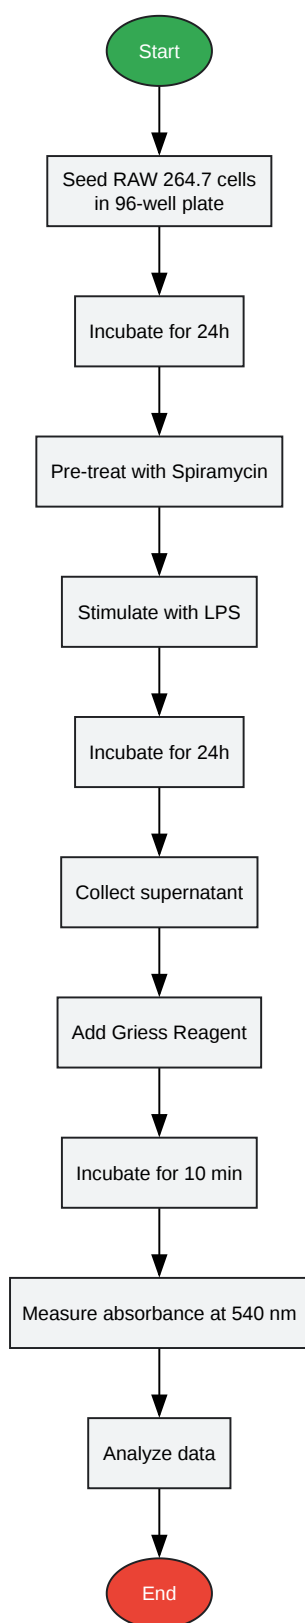 Start
Seed RAW 264.7 cells
in 96-well plate
Incubate for 24h
Pre-treat with Spiramycin
Stimulate with LPS
Incubate for 24h
Collect supernatant
Add Griess Reagent
Incubate for 10 min
Measure absorbance at 540 nm
Analyze data
End